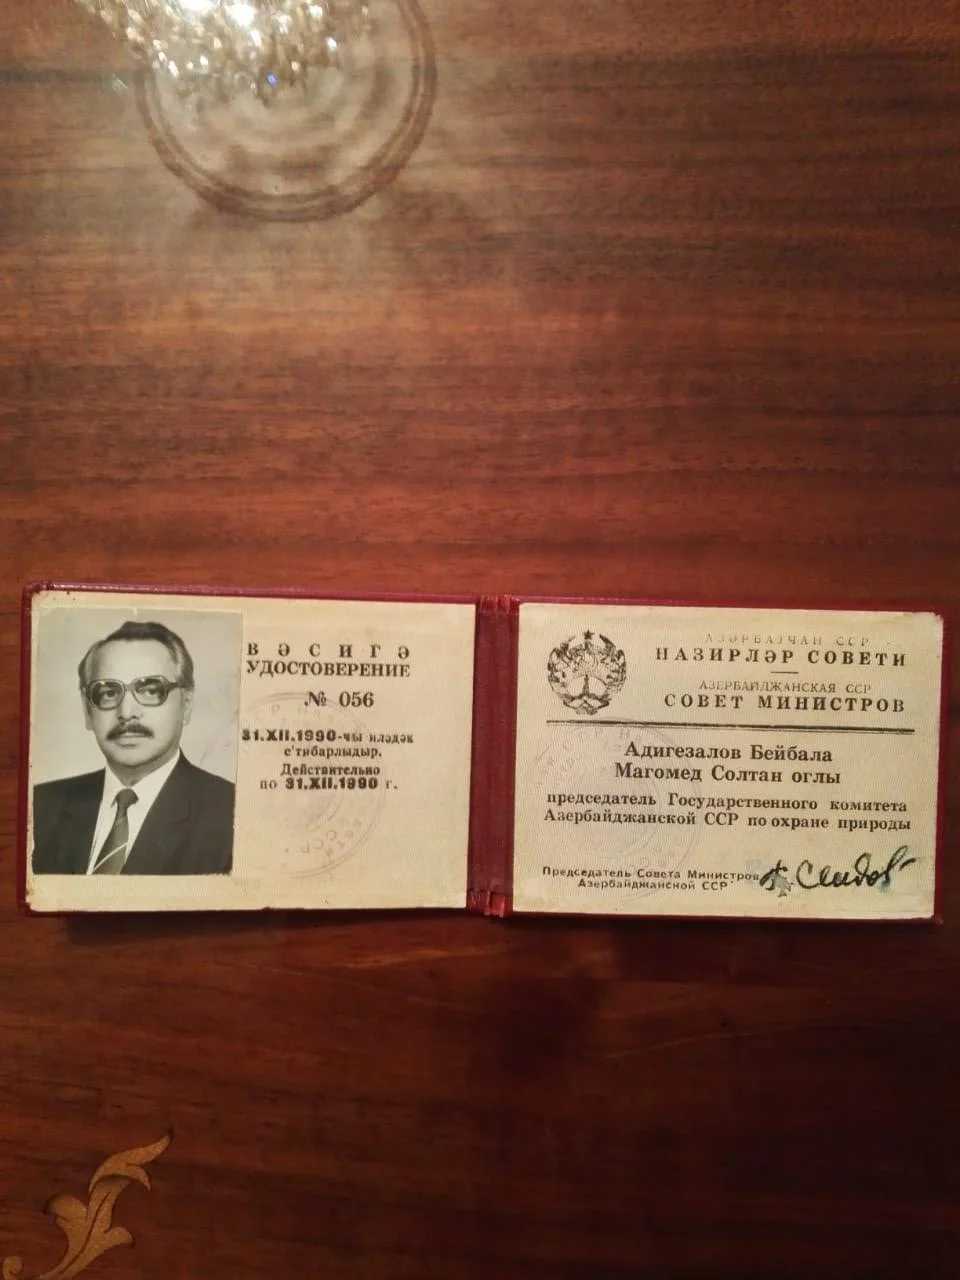 ВӘСИГӘ
УДОСТОВЕРЕНИЕ
№ 056
31.XII.1990-чы иләдәк
е'тибарлыдыр.
Действительно
по 31.XII.1990 г.
АЗӘРБАЈЧАН ССР
НАЗИРЛӘР СОВЕТИ
АЗЕРБАЙДЖАНСКАЯ ССР
СОВЕТ МИНИСТРОВ
Адигезалов Бейбала
Магомед Солтан оглы
председатель Государственного комитета
Азербайджанской ССР по охране природы
Председатель Совета Министров
Азербайджанской ССР